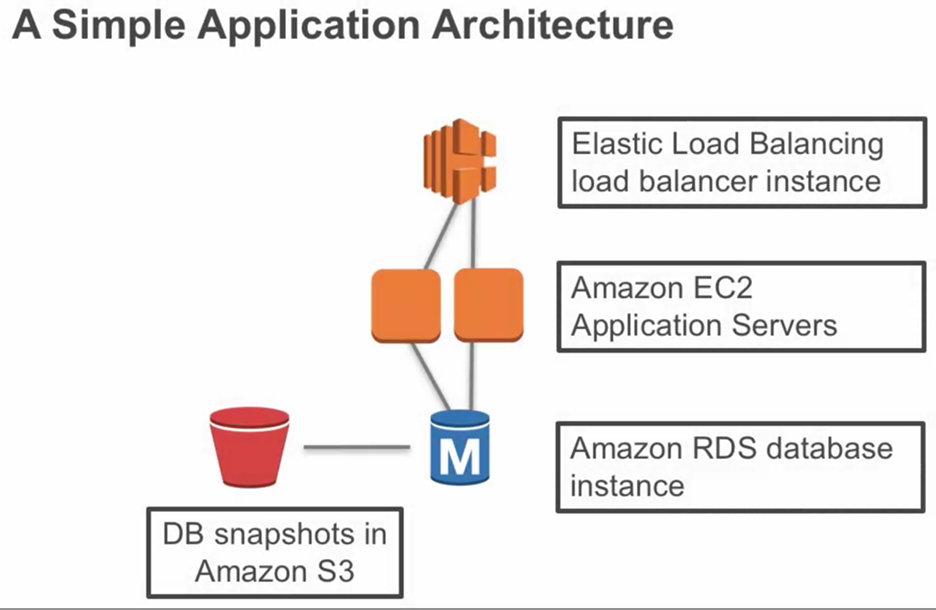 A Simple Application Architecture
Elastic Load Balancing
load balancer instance
Amazon EC2
Application Servers
M
Amazon RDS database
instance
DB snapshots in
Amazon S3